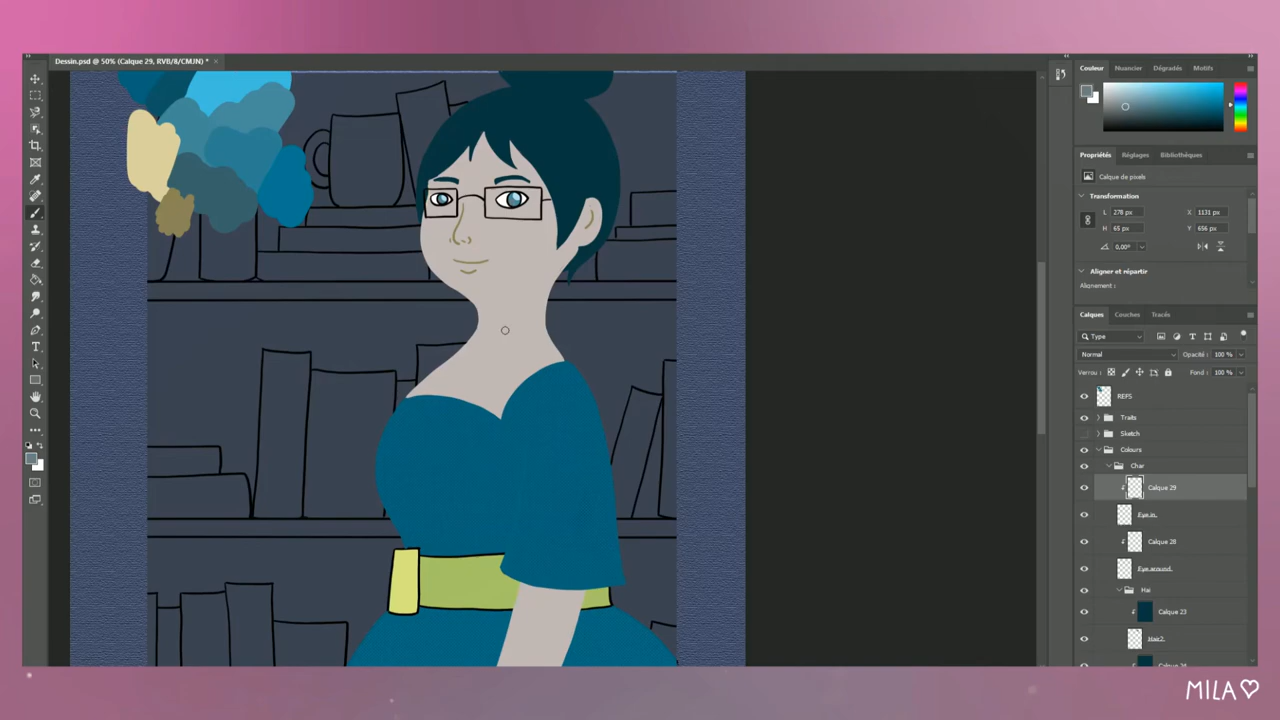 Dessin.psd @ 50% (Calque 29, RVB/8/CMJN) *
Couleur Nuancier Dégradés Motifs
Propriétés Réglages Bibliothèques
Calque de pixels
Transformation
L 278 px X 1131 px
H 65 px Y 656 px
0,00°
Aligner et répartir
Alignement :
Calques Couches Tracés
Type
Normal Opacité : 100 %
Verrou : Fond : 100 %
REFS
Traits
Sketch
Colours
Char
Calque 29
Eye in
Calque 28
Eye around
Hai
Calque 23
Hair2
MILA